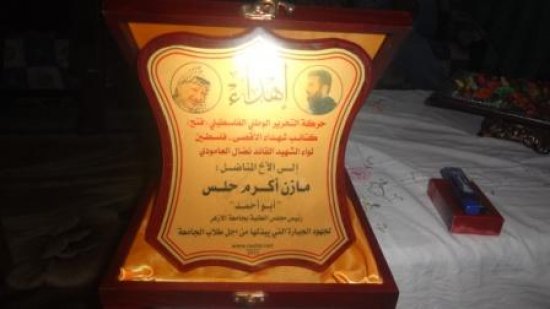 إهداء
حركة التحرير الوطني الفلسطيني "فتح"
كتائب شهداء الأقصى - فلسطين
لواء الشهيد القائد نضال العامودي
إلى الأخ المناضل:
مازن أكرم حلس
"أبو أحمد"
رئيس مجلس الطلبة بجامعة الأزهر
لجهود الجبارة التي يبذلها من اجل طلاب الجامعة